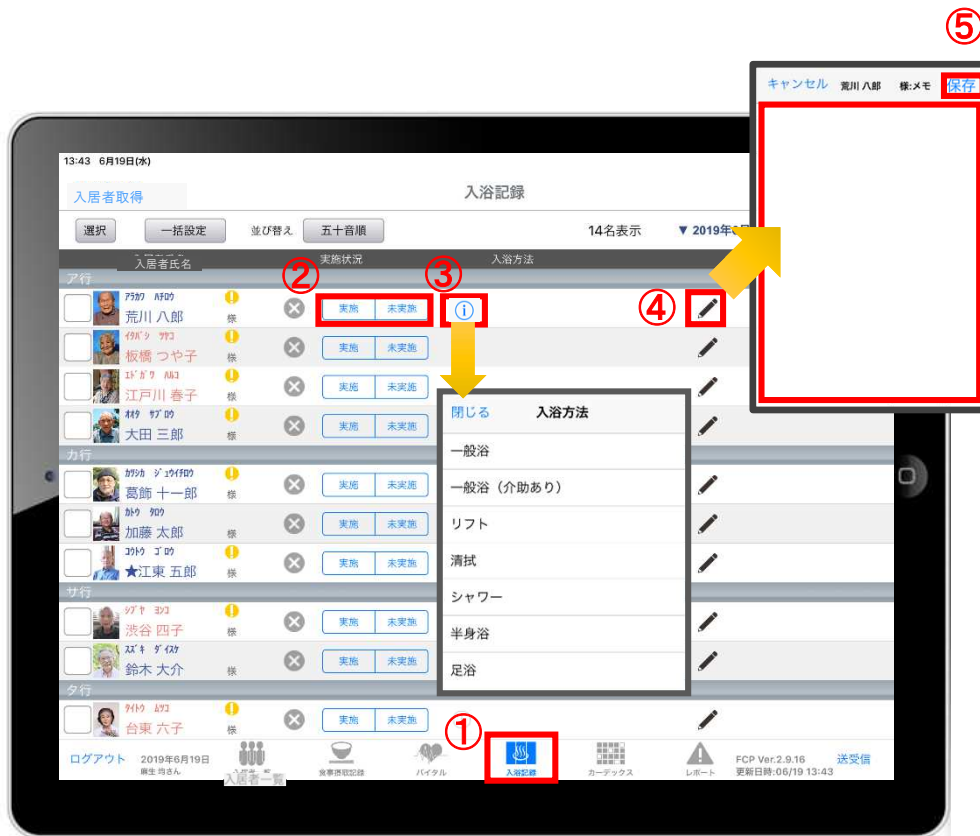 ⑤
キャンセル 荒川 八郎 様:メモ 保存
13:43 6月19日(水)
入居者取得 入浴記録
選択 一括設定 並び替え 五十音順 14名表示 ▼ 2019年
入居者氏名 実施状況 入浴方法
② ③
ア行
アラカワ ハチロウ
荒川 八郎 様 実施 未実施 ④
イタバシ ツヤコ
板橋 つや子 様 実施 未実施
エドガワ ハルコ
江戸川 春子 様 実施 未実施
オオタ サブロウ
大田 三郎 様 実施 未実施
閉じる 入浴方法
一般浴
一般浴（介助あり）
リフト
清拭
シャワー
半身浴
足浴
カ行
カツシカ ジュウイチロウ
葛飾 十一郎 様 実施 未実施
カトウ タロウ
加藤 太郎 様 実施 未実施
コウトウ ゴロウ
★江東 五郎 様 実施 未実施
サ行
シブヤ ヨンコ
渋谷 四子 様 実施 未実施
スズキ ダイスケ
鈴木 大介 様 実施 未実施
タ行
タイトウ ムツコ
台東 六子 様 実施 未実施
①
ログアウト 2019年6月19日
麻生 均さん
入居者一覧 食事摂取記録 バイタル 入浴記録 カーデックス レポート
FCP Ver.2.9.16
更新日時:06/19 13:43
送受信